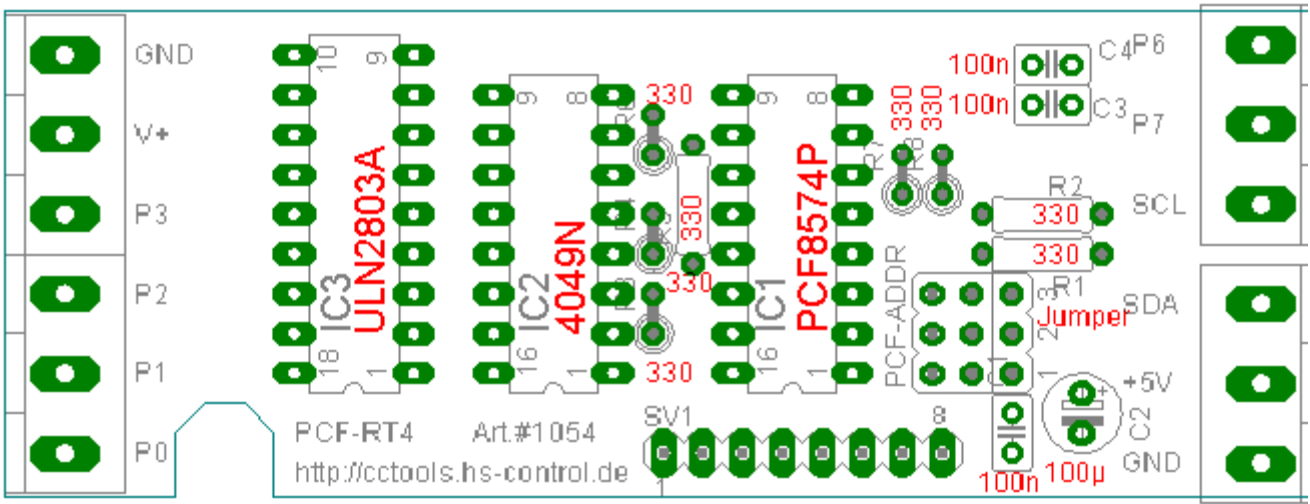 GND
V+
P3
P2
P1
P0
10
9
18
1
IC3
ULN2803A
9
8
16
1
IC2
4049N
330
330
330
330
9
8
16
1
IC1
PCF8574P
330
330
R7
R8
100n
C4
100n
C3
R2
330
330
R1
PCF-ADDR
3
2
1
Jumper
C1
100n
+
C2
100µ
P6
P7
SCL
SDA
+5V
GND
SV1
1
8
PCF-RT4
Art.#1054
http://cctools.hs-control.de